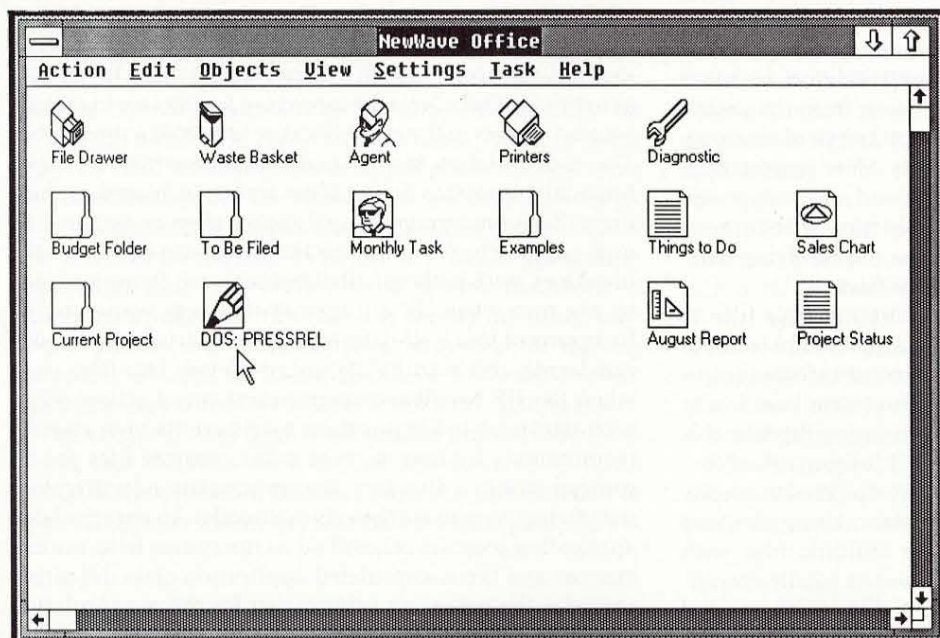 NewWave Office
Action Edit Objects View Settings Task Help
File Drawer Waste Basket Agent Printers Diagnostic
Budget Folder To Be Filed Monthly Task Examples Things to Do Sales Chart
Current Project DOS: PRESSREL August Report Project Status